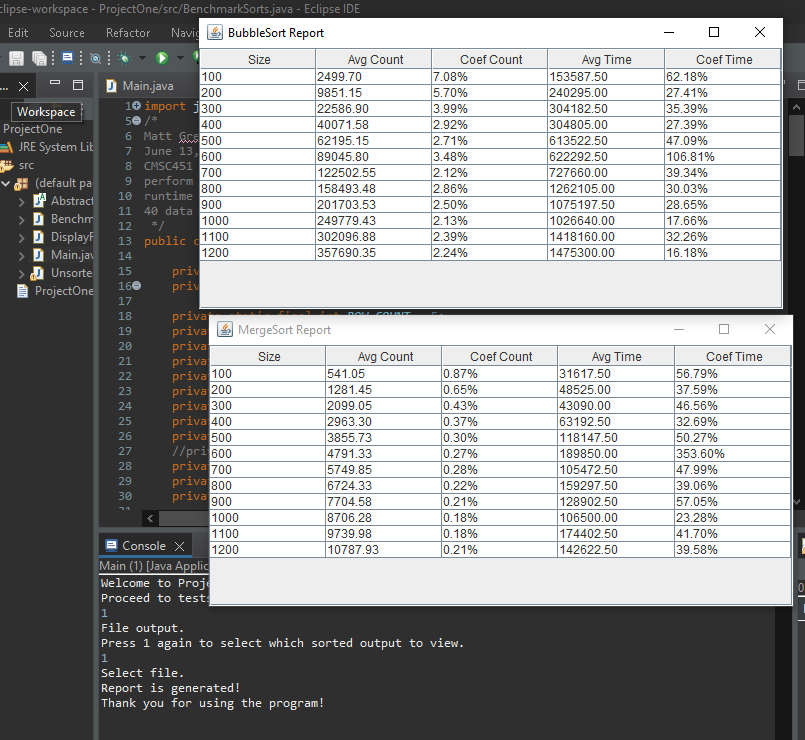 clipse-workspace - ProjectOne/src/BenchmarkSorts.java - Eclipse IDE
Edit Source Refactor Navi
BubbleSort Report
Size Avg Count Coef Count Avg Time Coef Time
100 2499.70 7.08% 153587.50 62.18%
200 9851.15 5.70% 240295.00 27.41%
300 22586.90 3.99% 304182.50 35.39%
400 40071.58 2.92% 304805.00 27.39%
500 62195.15 2.71% 613522.50 47.09%
600 89045.80 3.48% 622292.50 106.81%
700 122502.55 2.12% 727660.00 39.34%
800 158493.48 2.86% 1262105.00 30.03%
900 201703.53 2.50% 1075197.50 28.65%
1000 249779.43 2.13% 1026640.00 17.66%
1100 302096.88 2.39% 1418160.00 32.26%
1200 357690.35 2.24% 1475300.00 16.18%
MergeSort Report
Size Avg Count Coef Count Avg Time Coef Time
100 541.05 0.87% 31617.50 56.79%
200 1281.45 0.65% 48525.00 37.59%
300 2099.05 0.43% 43090.00 46.56%
400 2963.30 0.37% 63192.50 32.69%
500 3855.73 0.30% 118147.50 50.27%
600 4791.33 0.27% 189850.00 353.60%
700 5749.85 0.28% 105472.50 47.99%
800 6724.33 0.22% 159297.50 39.06%
900 7704.58 0.21% 128902.50 57.05%
1000 8706.28 0.18% 106500.00 23.28%
1100 9739.98 0.18% 174402.50 41.70%
1200 10787.93 0.21% 142622.50 39.58%
...
Workspace
ProjectOne
JRE System Lib
src
(default pa
Abstract
Benchm
DisplayF
Main.jav
Unsorte
ProjectOne
Main.java
1 import j
5 /*
6 Matt Gra
7 June 13,
8 CMSC451
9 perform
10 runtime
11 40 data
12 */
13 public c
14
15 priv
16 priv
17
18 private static final int ROW_COUNT = 5;
19 priva
20 priva
21 priva
22 priva
23 priva
24 priva
25 priva
26 priva
27 //pri
28 priva
29 priva
30 priva
Console
Main (1) [Java Applic
Welcome to Proje
Proceed to tests
1
File output.
Press 1 again to select which sorted output to view.
1
Select file.
Report is generated!
Thank you for using the program!